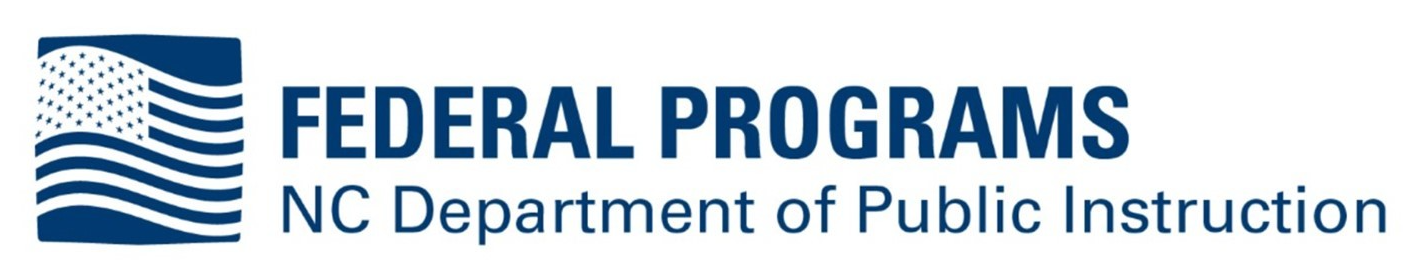 FEDERAL PROGRAMS
NC Department of Public Instruction